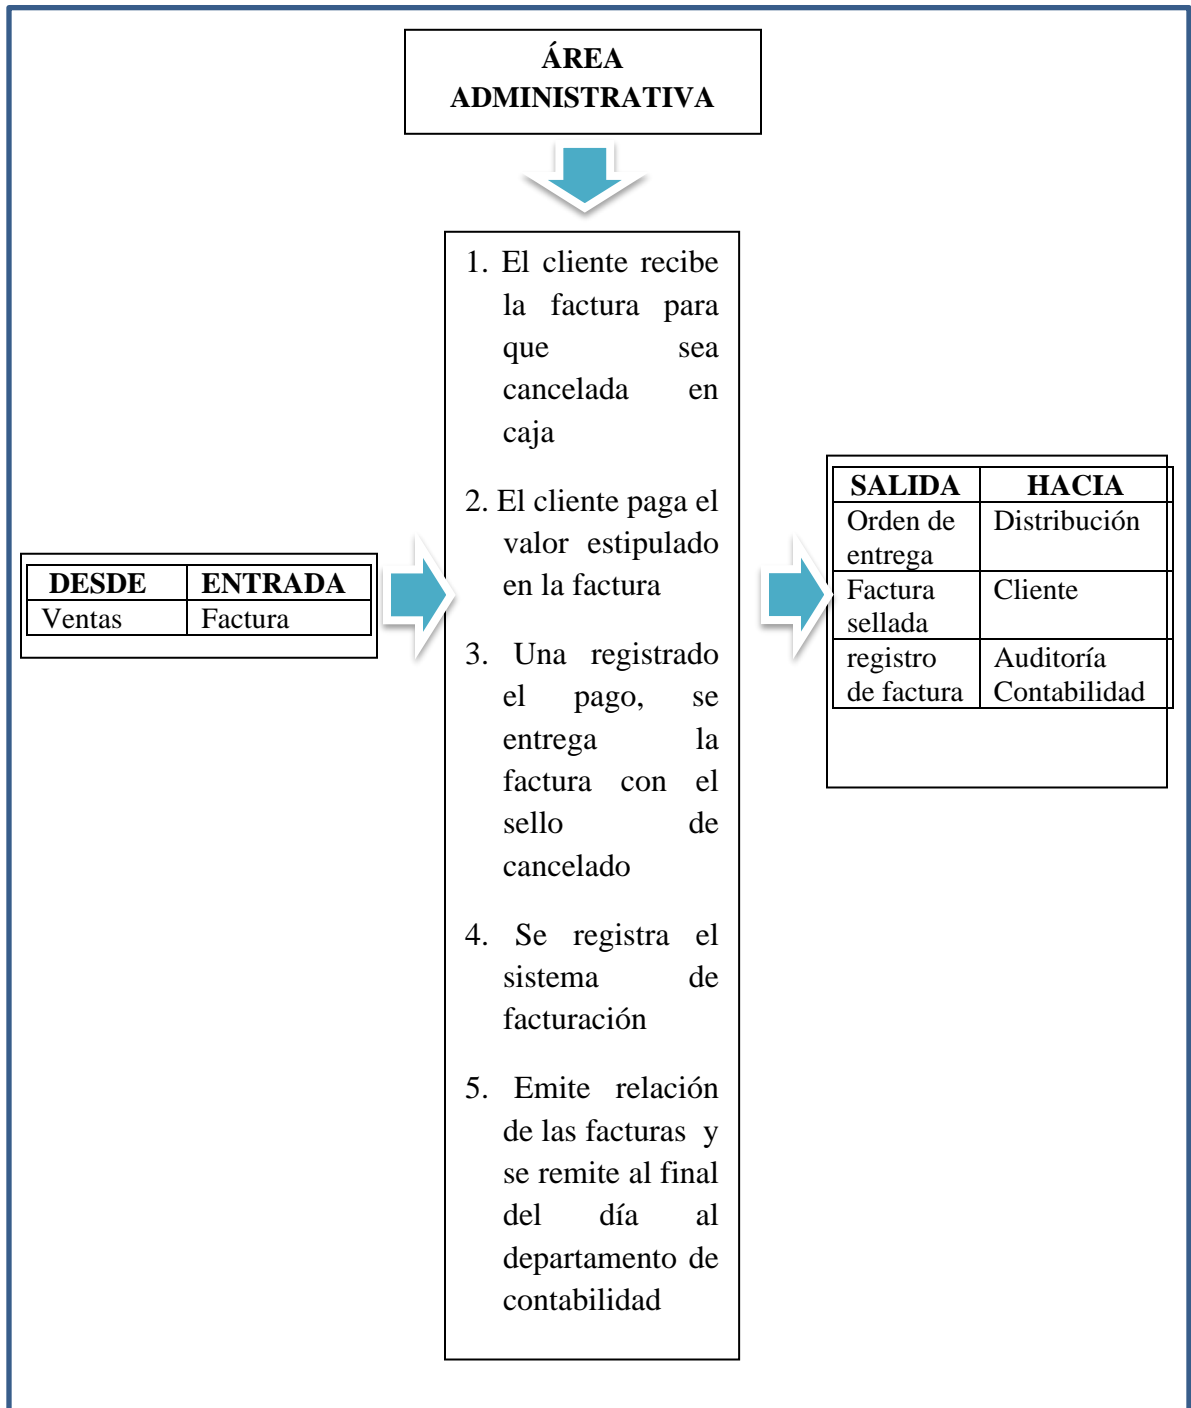 ÁREA
ADMINISTRATIVA
1. El cliente recibe
la factura para
que sea
cancelada en
caja
2. El cliente paga el
valor estipulado
en la factura
3. Una registrado
el pago, se
entrega la
factura con el
sello de
cancelado
4. Se registra el
sistema de
facturación
5. Emite relación
de las facturas y
se remite al final
del día al
departamento de
contabilidad
DESDE ENTRADA
Ventas Factura
SALIDA HACIA
Orden de Distribución
entrega
Factura Cliente
sellada
registro Auditoría
de factura Contabilidad